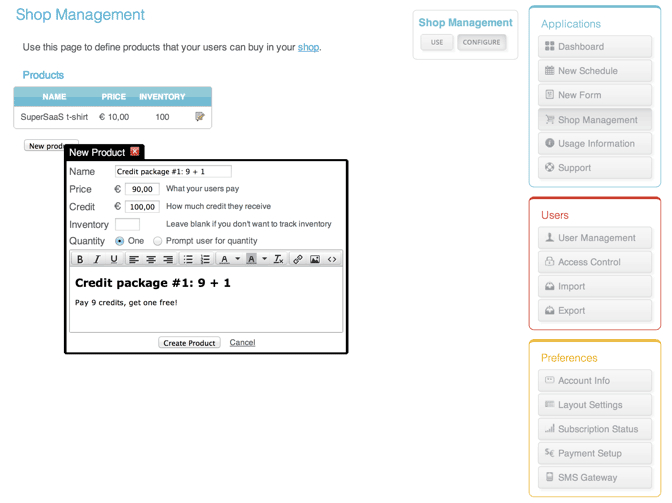 Shop Management
Use this page to define products that your users can buy in your shop.
Products
NAME PRICE INVENTORY
SuperSaaS t-shirt € 10,00 100
New Product
Name Credit package #1: 9 + 1
Price € 90,00 What your users pay
Credit € 100,00 How much credit they receive
Inventory Leave blank if you don't want to track inventory
Quantity One Prompt user for quantity
B I U A A Tx
Credit package #1: 9 + 1
Pay 9 credits, get one free!
Create Product Cancel
Shop Management
USE CONFIGURE
Applications
Dashboard
New Schedule
New Form
Shop Management
Usage Information
Support
Users
User Management
Access Control
Import
Export
Preferences
Account Info
Layout Settings
Subscription Status
Payment Setup
SMS Gateway